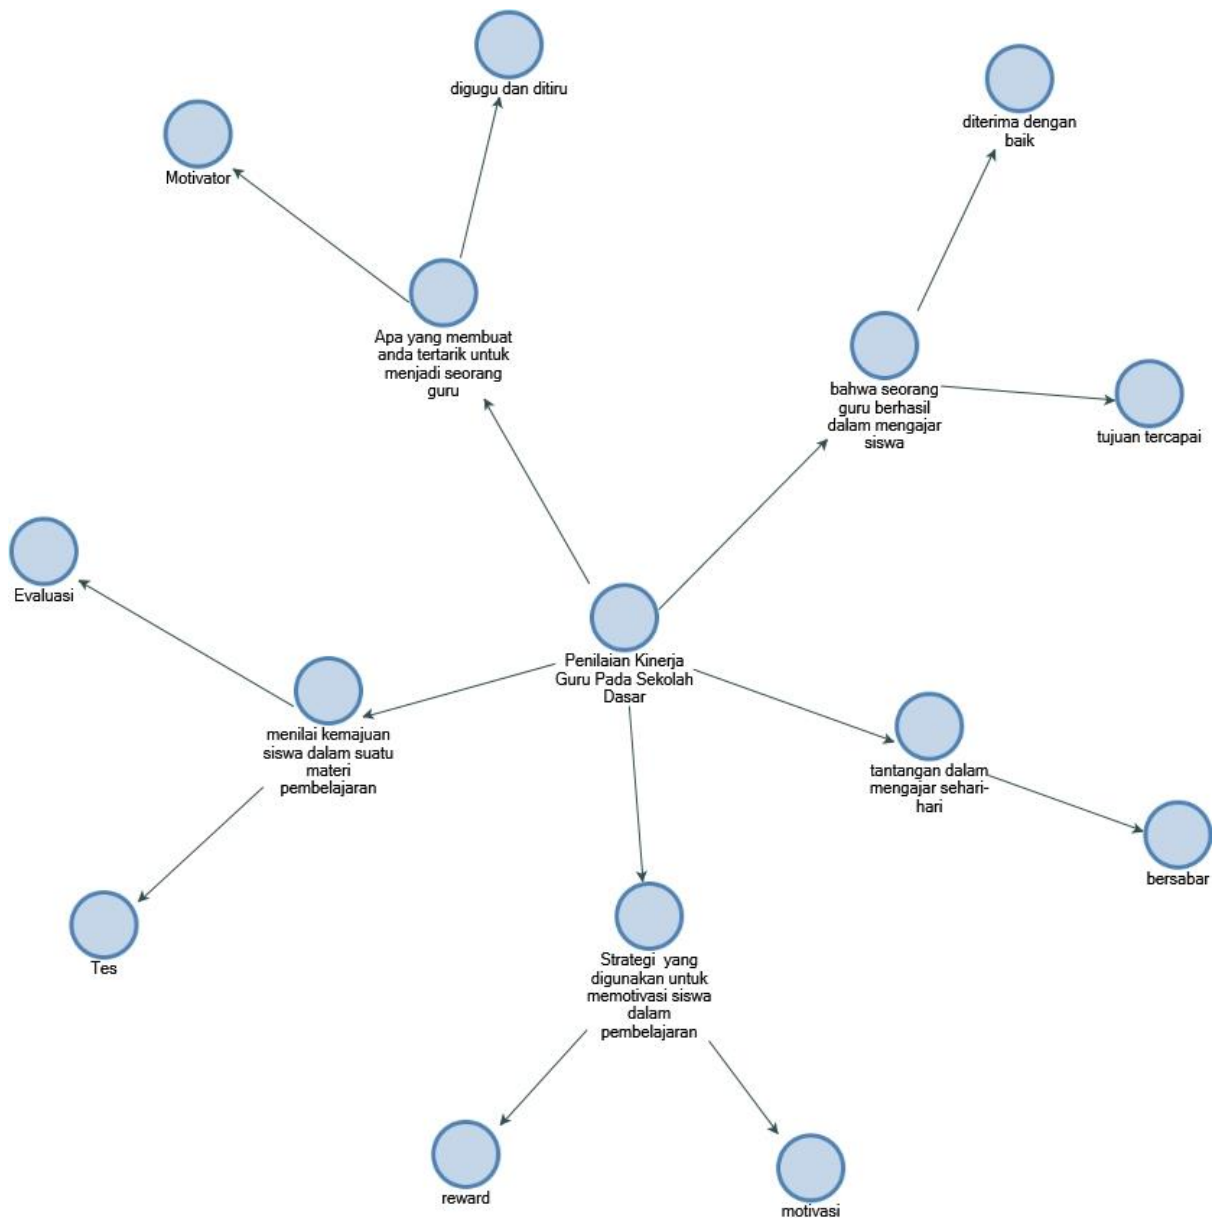 digugu dan ditiru
diterima dengan
baik
Motivator
Apa yang membuat
anda tertarik untuk
menjadi seorang
guru
bahwa seorang
guru berhasil
dalam mengajar
siswa
tujuan tercapai
Evaluasi
Penilaian Kinerja
Guru Pada Sekolah
Dasar
menilai kemajuan
siswa dalam suatu
materi
pembelajaran
tantangan dalam
mengajar sehari-
hari
bersabar
Tes
Strategi yang
digunakan untuk
memotivasi siswa
dalam
pembelajaran
reward
motivasi